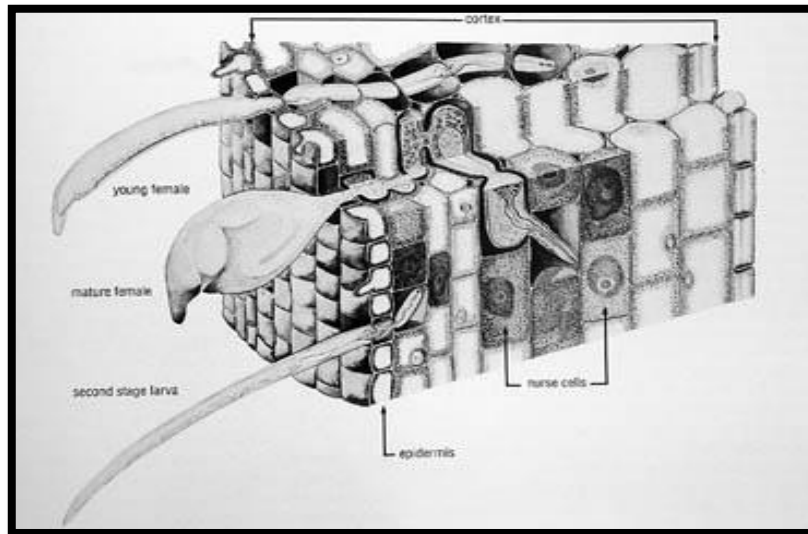 cortex
young female
mature female
second stage larva
nurse cells
epidermis